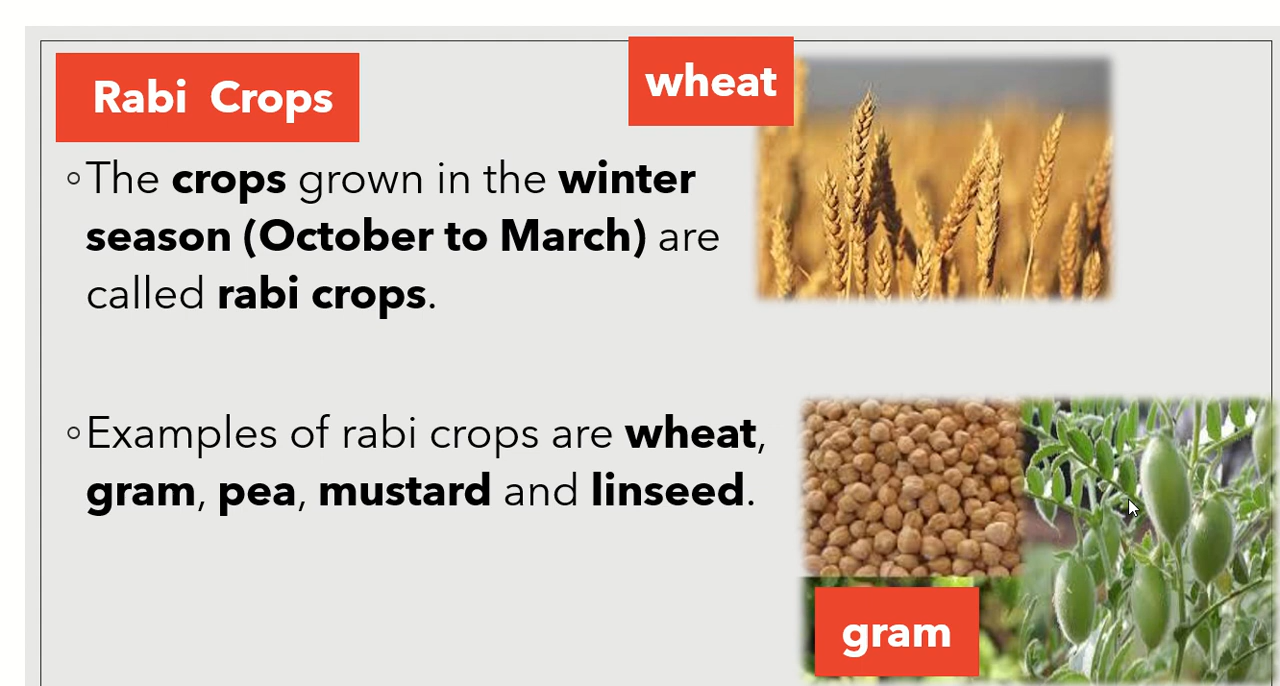 Rabi Crops
wheat
◦The crops grown in the winter
season (October to March) are
called rabi crops.
◦Examples of rabi crops are wheat,
gram, pea, mustard and linseed.
gram